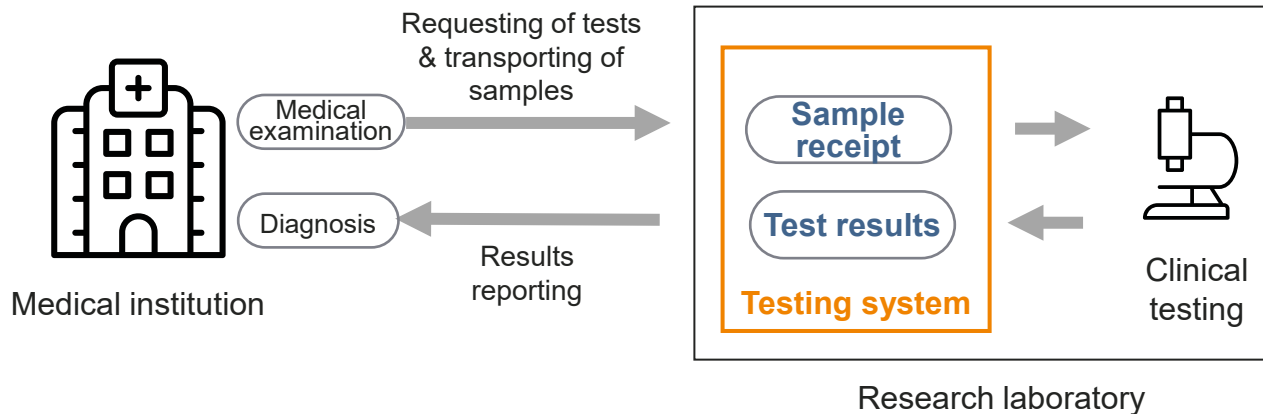 Requesting of tests
& transporting of
samples
Medical
examination
Diagnosis
Results
reporting
Medical institution
Sample
receipt
Test results
Testing system
Clinical
testing
Research laboratory